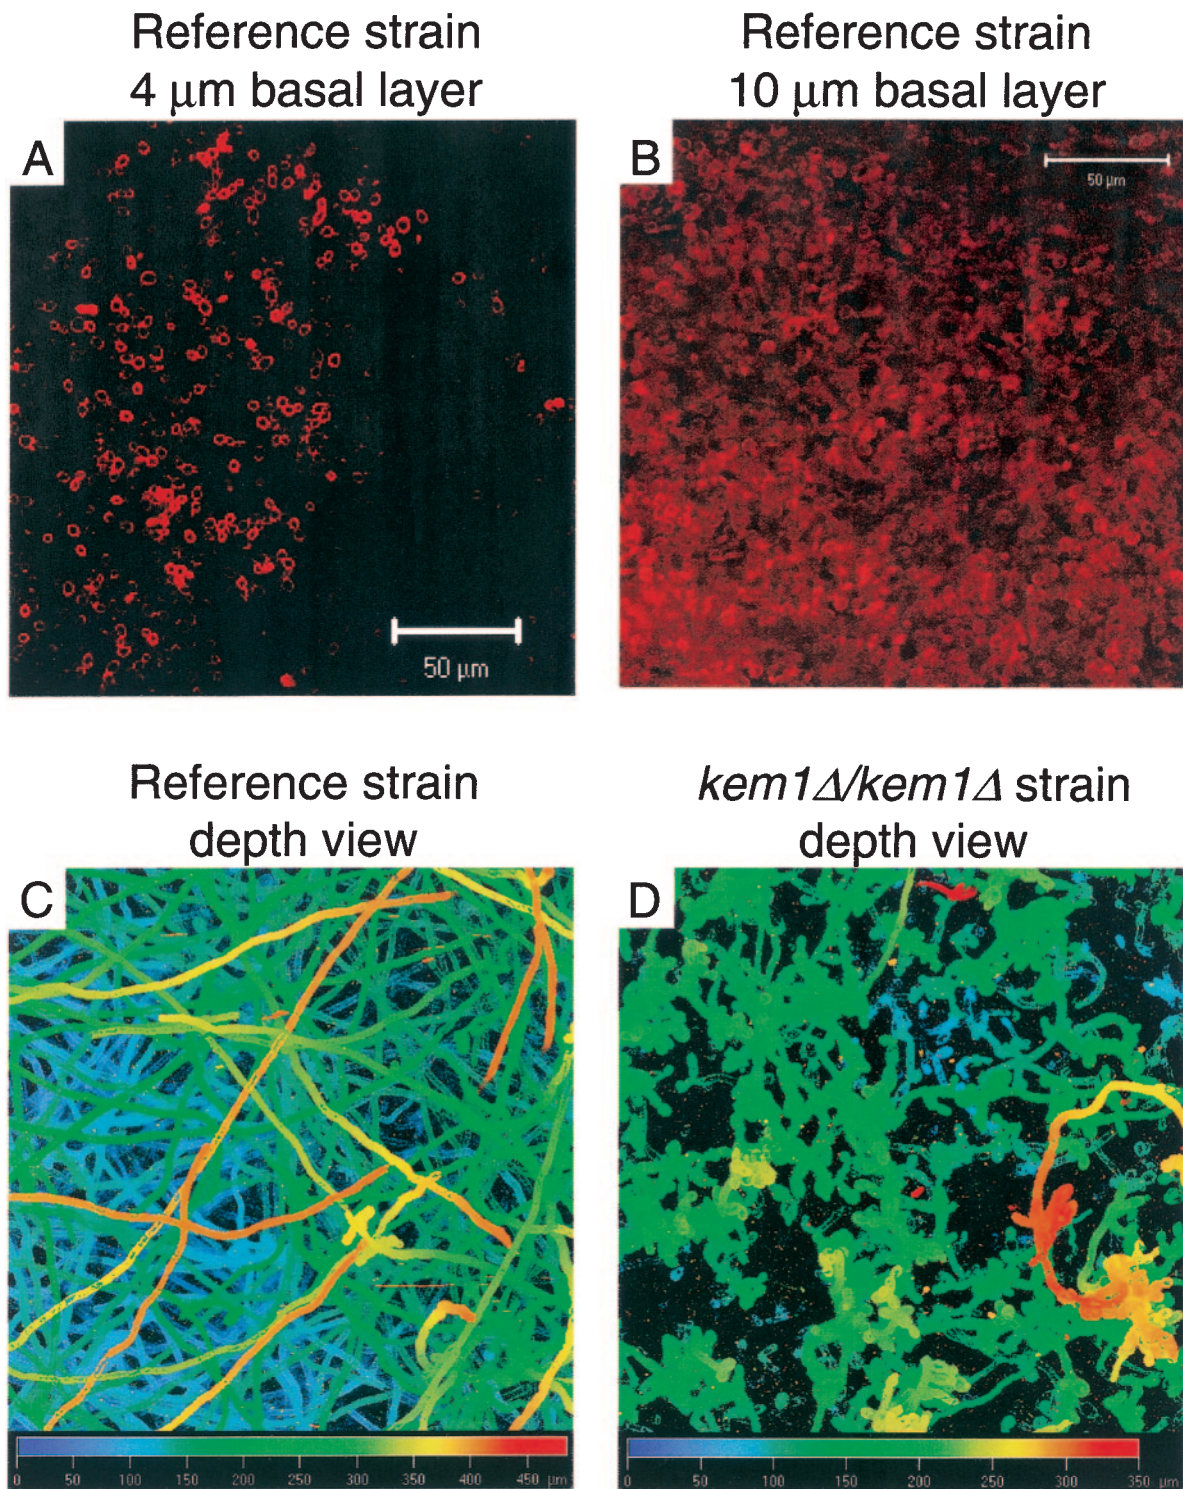 Reference strain
4 μm basal layer
Reference strain
10 μm basal layer
A
50 μm
B
50 μm
Reference strain
depth view
kem1Δ/kem1Δ strain
depth view
C
0 50 100 150 200 250 300 350 400 450 μm
D
0 50 100 150 200 250 300 350 μm